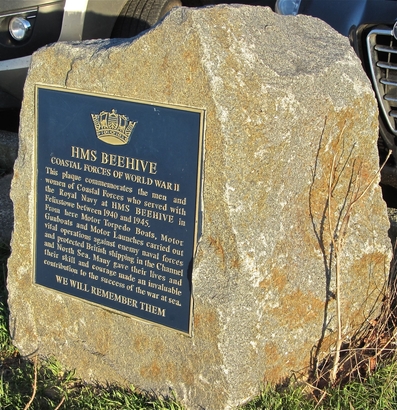 HMS BEEHIVE
COASTAL FORCES OF WORLD WAR II
This plaque commemorates the men and
women of Coastal Forces who served with
the Royal Navy at HMS BEEHIVE in
Felixstowe between 1940 and 1945.
From here Motor Torpedo Boats, Motor
Gunboats and Motor Launches carried out
vital operations against enemy naval forces
and protected British shipping in the Channel
and North Sea. Many gave their lives and
their skill and courage made an invaluable
contribution to the success of the war at sea.
WE WILL REMEMBER THEM